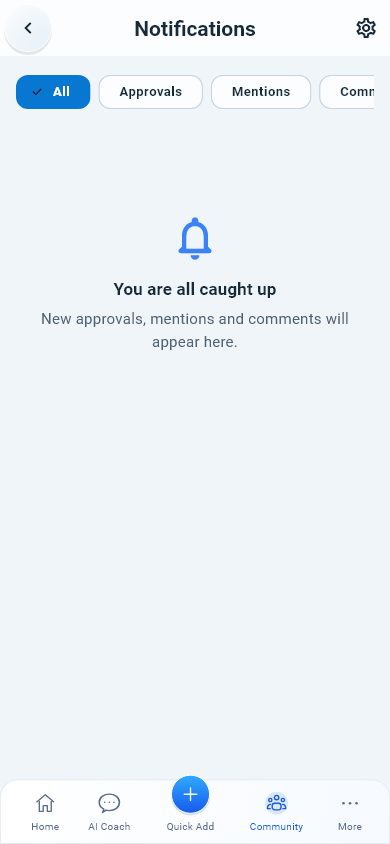 Notifications
All
Approvals
Mentions
Comm
You are all caught up
New approvals, mentions and comments will
appear here.
Home
AI Coach
Quick Add
Community
More